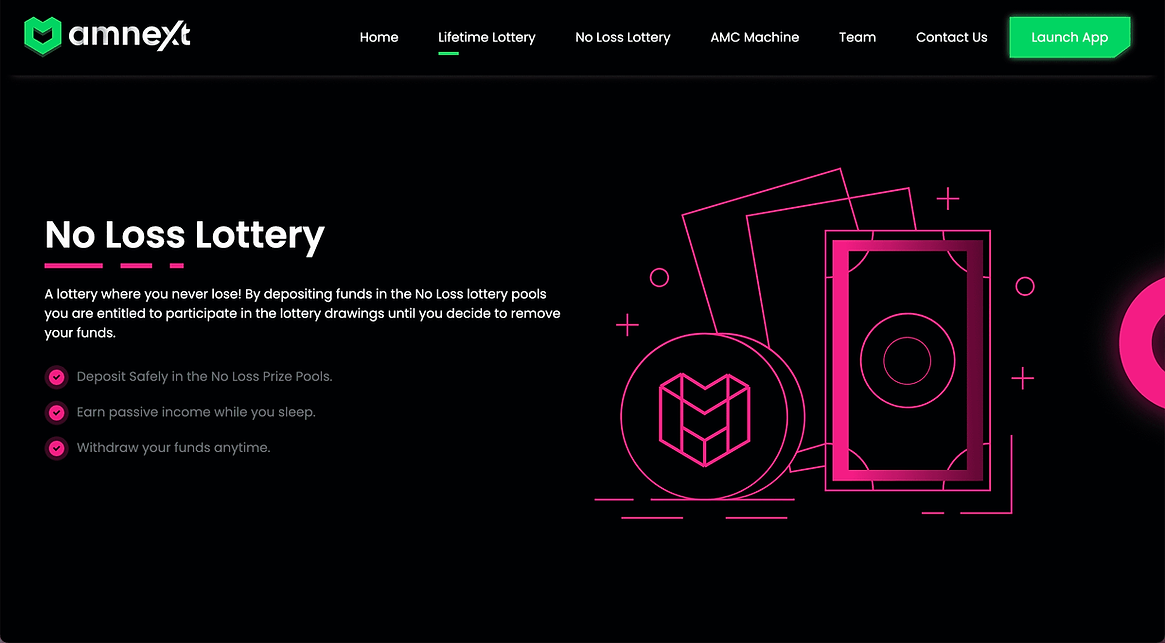 amnext
Home
Lifetime Lottery
No Loss Lottery
AMC Machine
Team
Contact Us
Launch App
No Loss Lottery
A lottery where you never lose! By depositing funds in the No Loss lottery pools
you are entitled to participate in the lottery drawings until you decide to remove
your funds.
Deposit Safely in the No Loss Prize Pools.
Earn passive income while you sleep.
Withdraw your funds anytime.